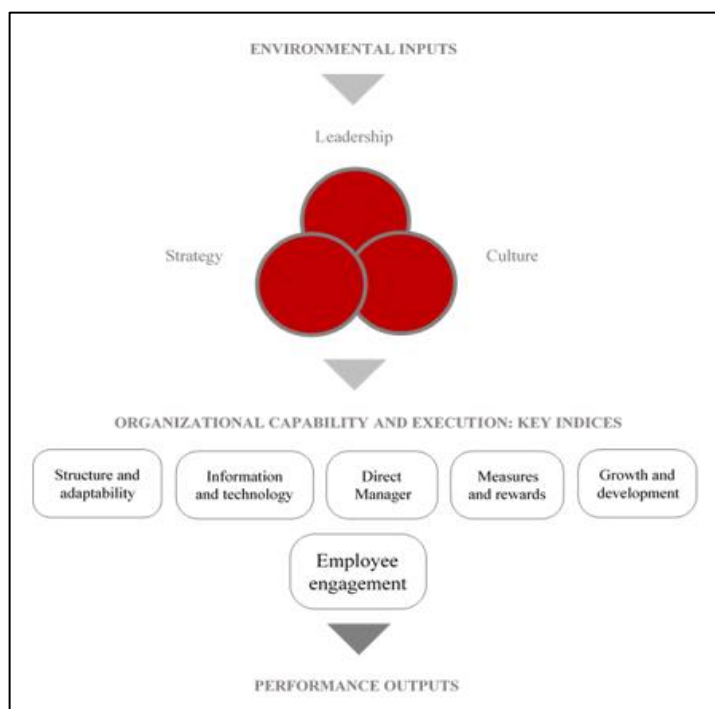 ENVIRONMENTAL INPUTS
Leadership
Strategy
Culture
ORGANIZATIONAL CAPABILITY AND EXECUTION: KEY INDICES
Structure and
adaptability
Information
and technology
Direct
Manager
Measures
and rewards
Growth and
development
Employee
engagement
PERFORMANCE OUTPUTS